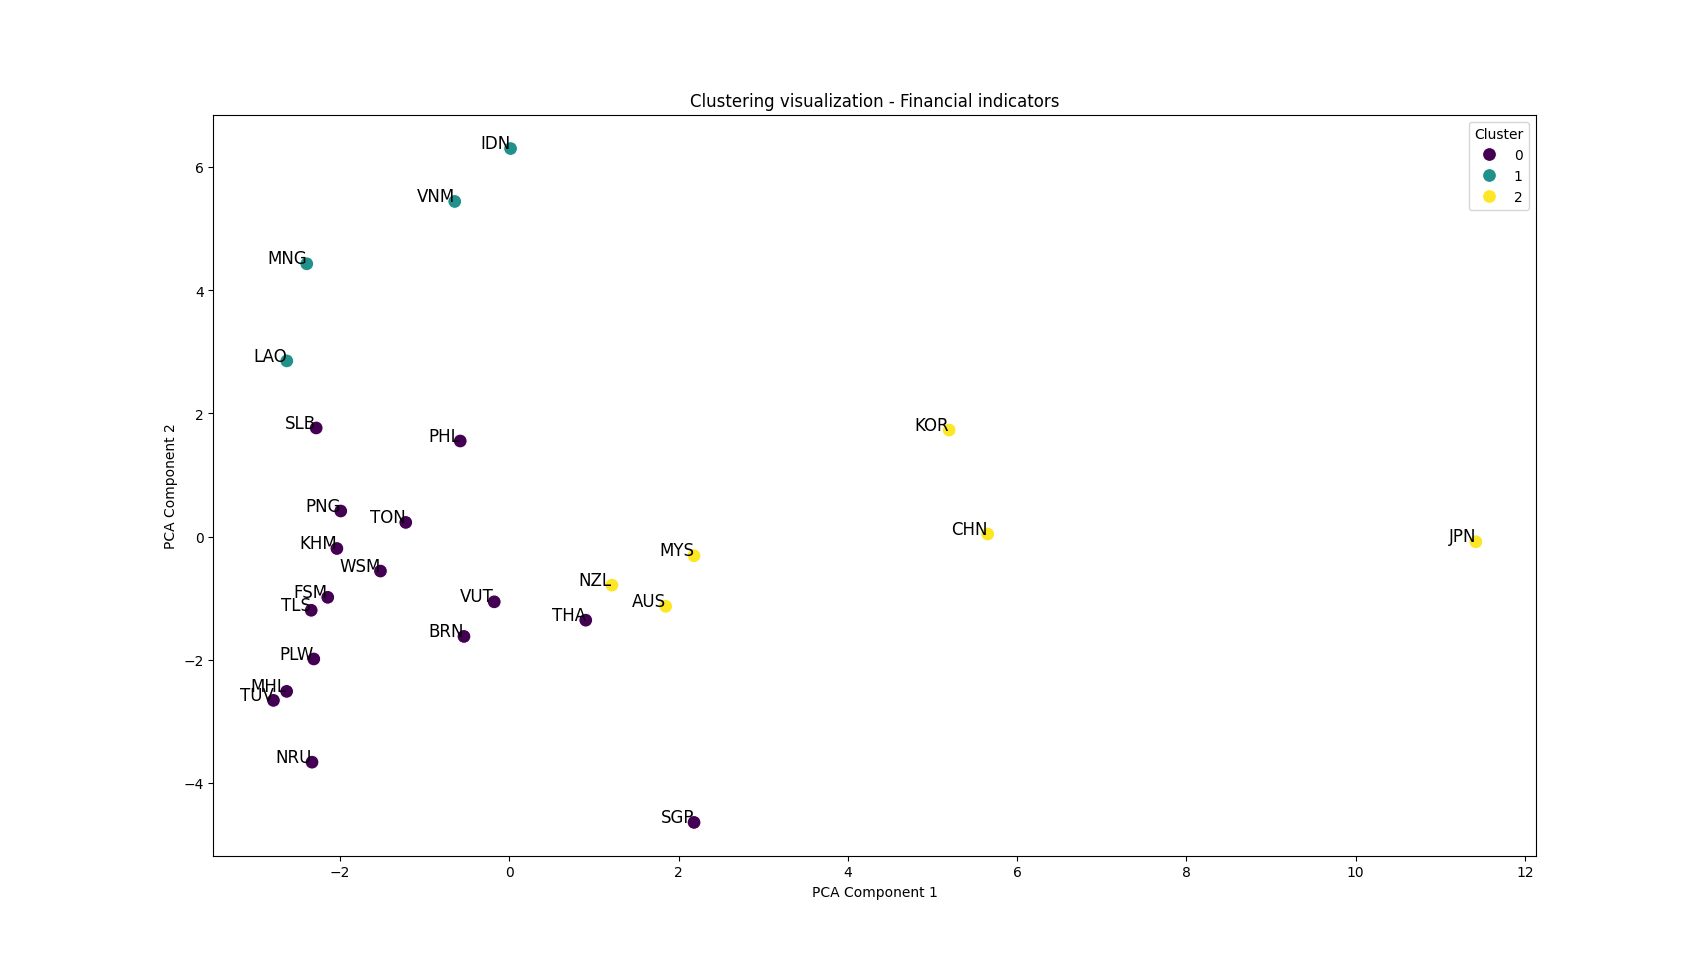 Clustering visualization - Financial indicators
Cluster
0
1
2
PCA Component 2
6
4
2
0
−2
−4
IDN
VNM
MNG
LAO
SLB
PHL
KOR
PNG
TON
CHN
JPN
KHM
MYS
WSM
NZL
FSM
VUT
AUS
TLS
THA
BRN
PLW
MHL
TUV
NRU
SGP
−2
0
2
4
6
8
10
12
PCA Component 1